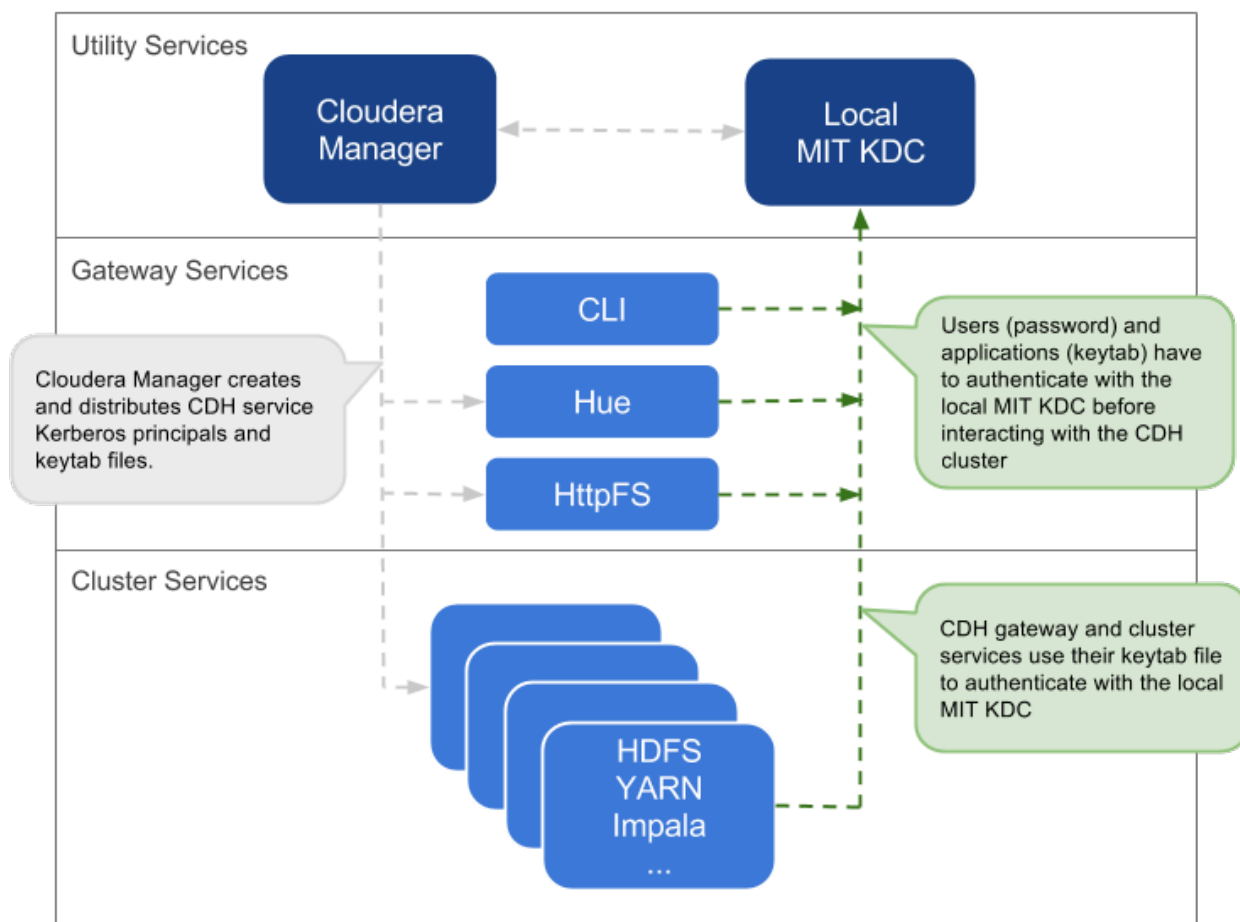 Utility Services
Cloudera
Manager
Local
MIT KDC
Gateway Services
CLI
Hue
HttpFS
Cloudera Manager creates
and distributes CDH service
Kerberos principals and
keytab files.
Users (password) and
applications (keytab) have
to authenticate with the
local MIT KDC before
interacting with the CDH
cluster
Cluster Services
HDFS
YARN
Impala
...
CDH gateway and cluster
services use their keytab file
to authenticate with the local
MIT KDC